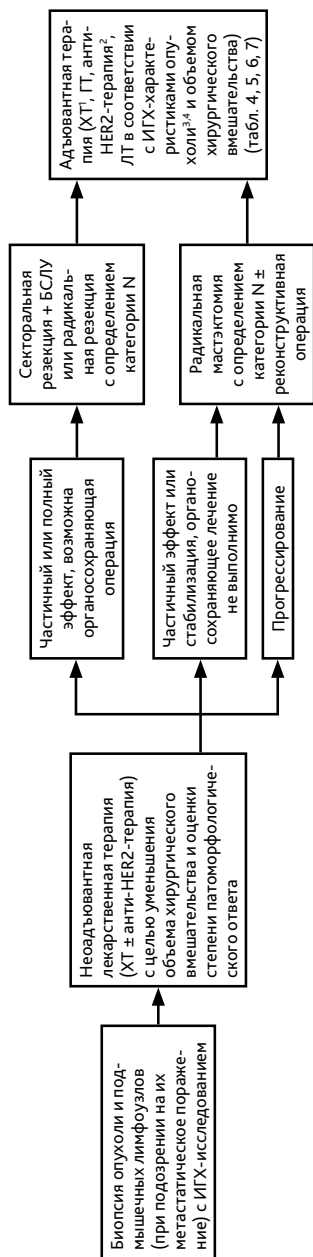 Биопсия опухоли и под-
мышечных лимфоузлов
(при подозрении на их
метастатическое пораже-
ние) с ИГХ-исследованием
Неоадъювантная
лекарственная терапия
(ХТ ± анти-HER2-терапия)
с целью уменьшения
объема хирургического
вмешательства и оценки
степени патоморфологиче-
ского ответа
Частичный или полный
эффект, возможна
органосохраняющая
операция
Частичный эффект или
стабилизация, органо-
сохраняющее лечение
не выполнимо
Прогрессирование
Секторальная
резекция + БСЛУ
или радикаль-
ная резекция
с определением
категории N
Радикальная
мастэктомия
с определением
категории N ±
реконструктивная
операция
Адъювантная тера-
пия (ХТ¹, ГТ, анти-
HER2-терапия²,
ЛТ в соответствии
с ИГХ-характе-
ристиками опу-
холи³,⁴ и объемом
хирургического
вмешательства)
(табл. 4, 5, 6, 7)